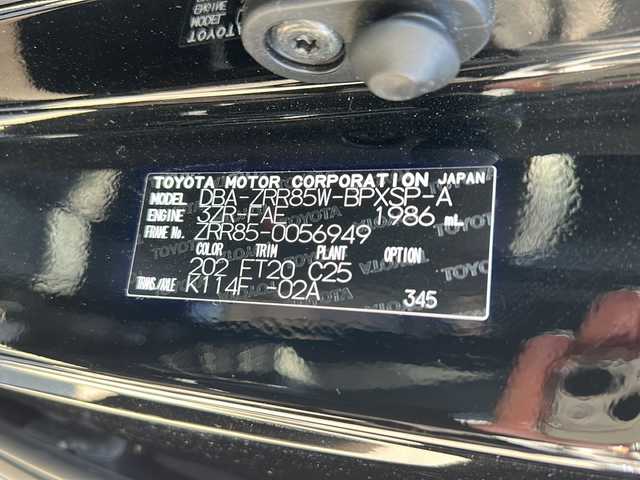 TOYOTA MOTOR CORPORATION JAPAN
MODEL DBA-ZRR85W-BPXSP-A
ENGINE 3ZR-FAE 1986 mL
FRAME No. ZRR85-0056949
COLOR TRIM PLANT
202 FT20 C25
TRANS/AXLE K114F -02A 345